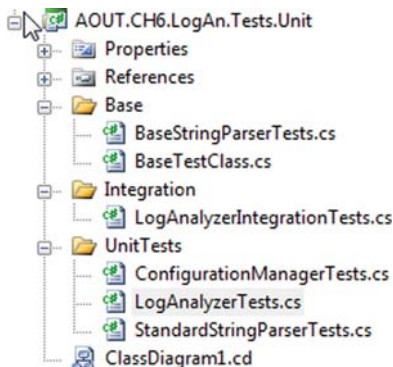 AOUT.CH6.LogAn.Tests.Unit
Properties
References
Base
BaseStringParserTests.cs
BaseTestClass.cs
Integration
LogAnalyzerIntegrationTests.cs
UnitTests
ConfigurationManagerTests.cs
LogAnalyzerTests.cs
StandardStringParserTests.cs
ClassDiagram1.cd